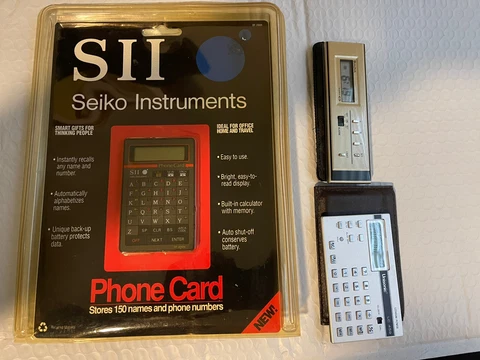 SII
Seiko Instruments
SMART GIFTS FOR
THINKING PEOPLE
• Instantly recalls
any name and
number.
• Automatically
alphabetizes
names.
• Unique back-up
battery protects
data.
IDEAL FOR OFFICE
HOME AND TRAVEL
• Easy to use.
• Bright, easy-to-
read display.
• Built-in calculator
with memory.
• Auto shut-off
conserves
battery.
SII
A B C D E
Phone Card
Stores 150 names and phone numbers
NEW!
Unisonic